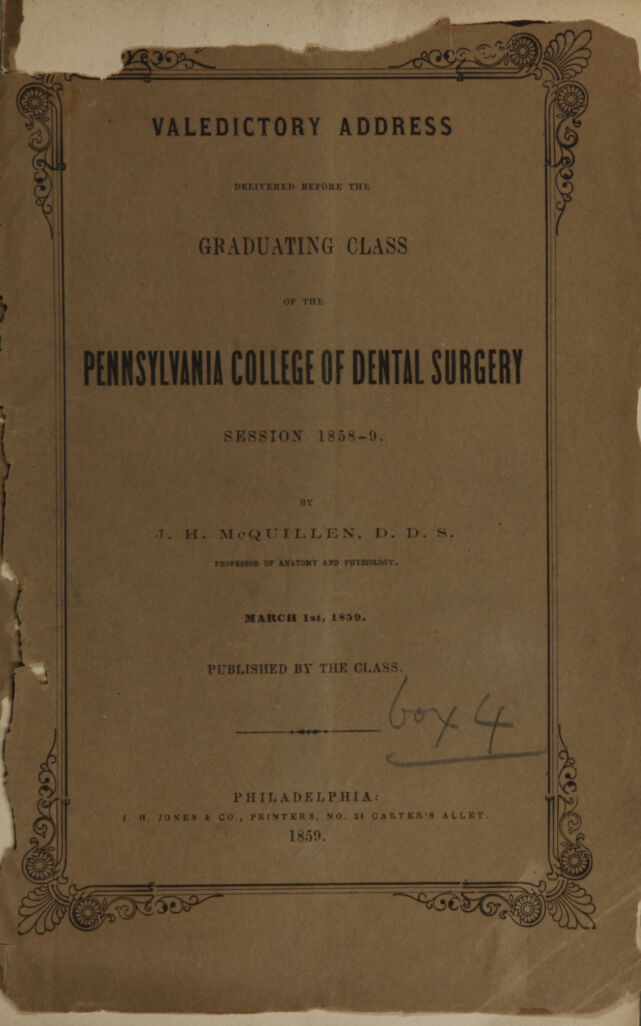 VALEDICTORY ADDRESS
DELIVERED BEFORE THE
GRADUATING CLASS
OF THE
PENNSYLVANIA COLLEGE OF DENTAL SURGERY
SESSION 1858-9.
BY
J. H. McQUILLEN, D. D. S.
PROFESSOR OF ANATOMY AND PHYSIOLOGY.
MARCH 1st, 1859.
PUBLISHED BY THE CLASS.
box 4
PHILADELPHIA:
J. H. JONES & CO., PRINTERS, NO. 34 CARTER'S ALLEY.
1859.